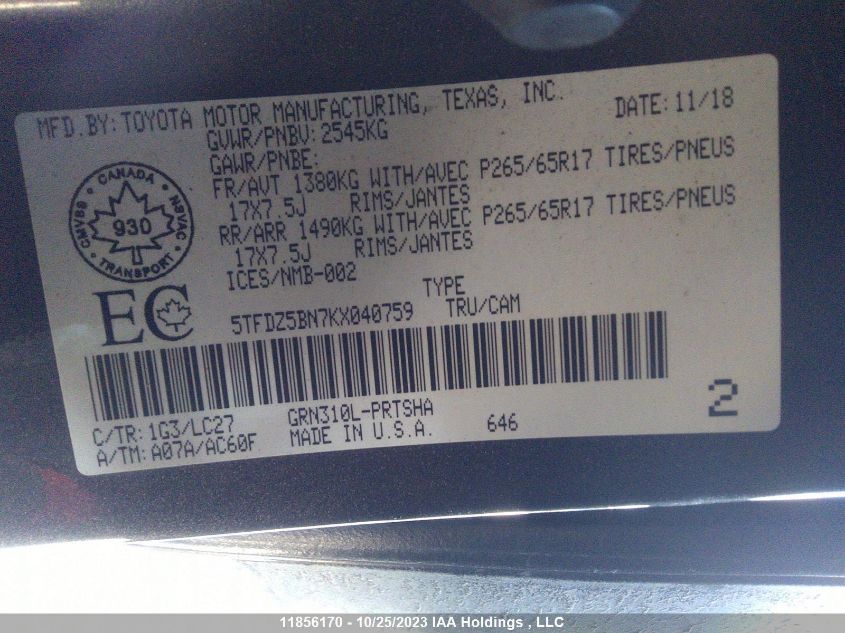 MFD.BY: TOYOTA MOTOR MANUFACTURING, TEXAS, INC. DATE: 11/18
GVWR/PNBV: 2545KG
GAWR/PNBE:
FR/AVT 1380KG WITH/AVEC P265/65R17 TIRES/PNEUS
17X7.5J RIMS/JANTES
RR/ARR 1490KG WITH/AVEC P265/65R17 TIRES/PNEUS
17X7.5J RIMS/JANTES
ICES/NMB-002
CANADA
CMVSS NSVAC
930
TRANSPORT
EC
TYPE
5TFDZ5BN7KX040759 TRU/CAM
C/TR: 1G3/LC27 GRN310L-PRTSHA
A/TM: A07A/AC60F MADE IN U.S.A. 646
2
11856170 - 10/25/2023 IAA Holdings , LLC